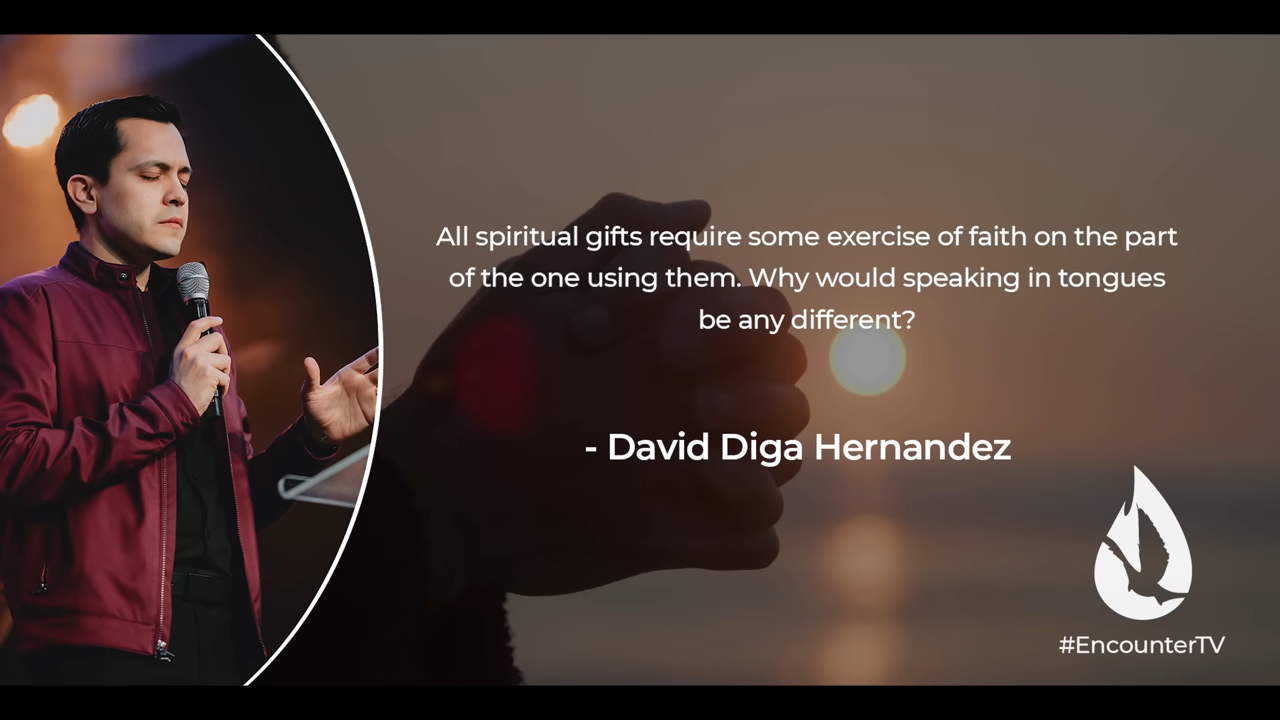 All spiritual gifts require some exercise of faith on the part
of the one using them. Why would speaking in tongues
be any different?
- David Diga Hernandez
#EncounterTV